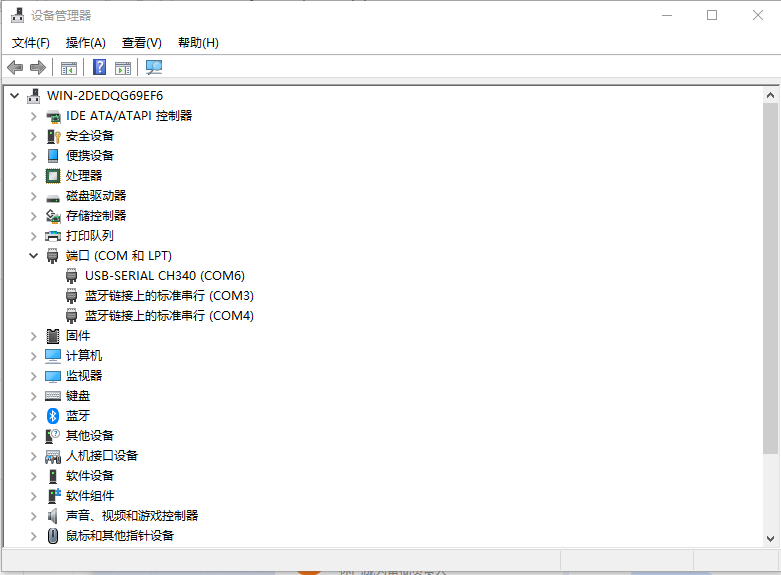 设备管理器
文件(F) 操作(A) 查看(V) 帮助(H)
WIN-2DEDQG69EF6
IDE ATA/ATAPI 控制器
安全设备
便携设备
处理器
磁盘驱动器
存储控制器
打印队列
端口 (COM 和 LPT)
USB-SERIAL CH340 (COM6)
蓝牙链接上的标准串行 (COM3)
蓝牙链接上的标准串行 (COM4)
固件
计算机
监视器
键盘
蓝牙
其他设备
人机接口设备
软件设备
软件组件
声音、视频和游戏控制器
鼠标和其他指针设备